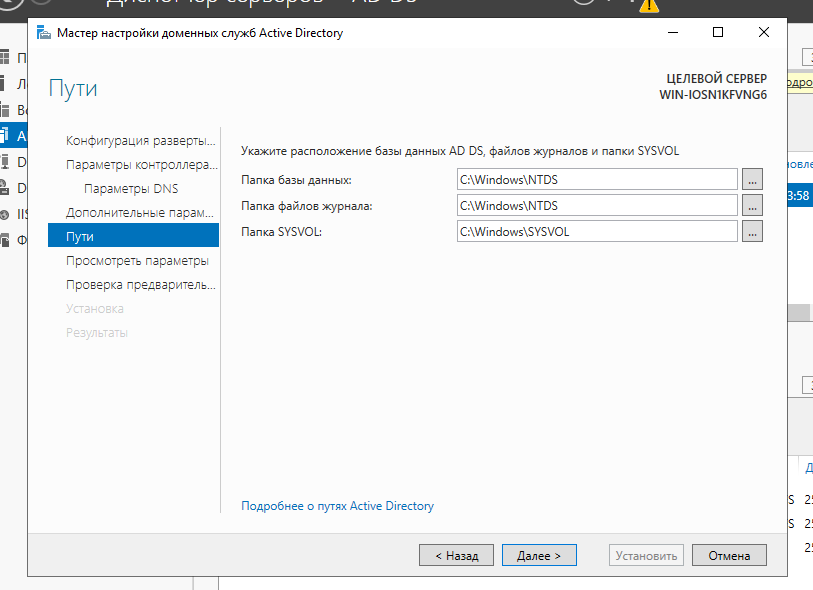 Мастер настройки доменных служб Active Directory
Пути
ЦЕЛЕВОЙ СЕРВЕР
WIN-IOSN1KFVNG6
Конфигурация разверты...
Параметры контроллера...
Параметры DNS
Дополнительные парам...
Пути
Просмотреть параметры
Проверка предваритель...
Установка
Результаты
Укажите расположение базы данных AD DS, файлов журналов и папки SYSVOL
Папка базы данных:
C:\Windows\NTDS
...
Папка файлов журнала:
C:\Windows\NTDS
...
Папка SYSVOL:
C:\Windows\SYSVOL
...
Подробнее о путях Active Directory
< Назад
Далее >
Установить
Отмена
3:58